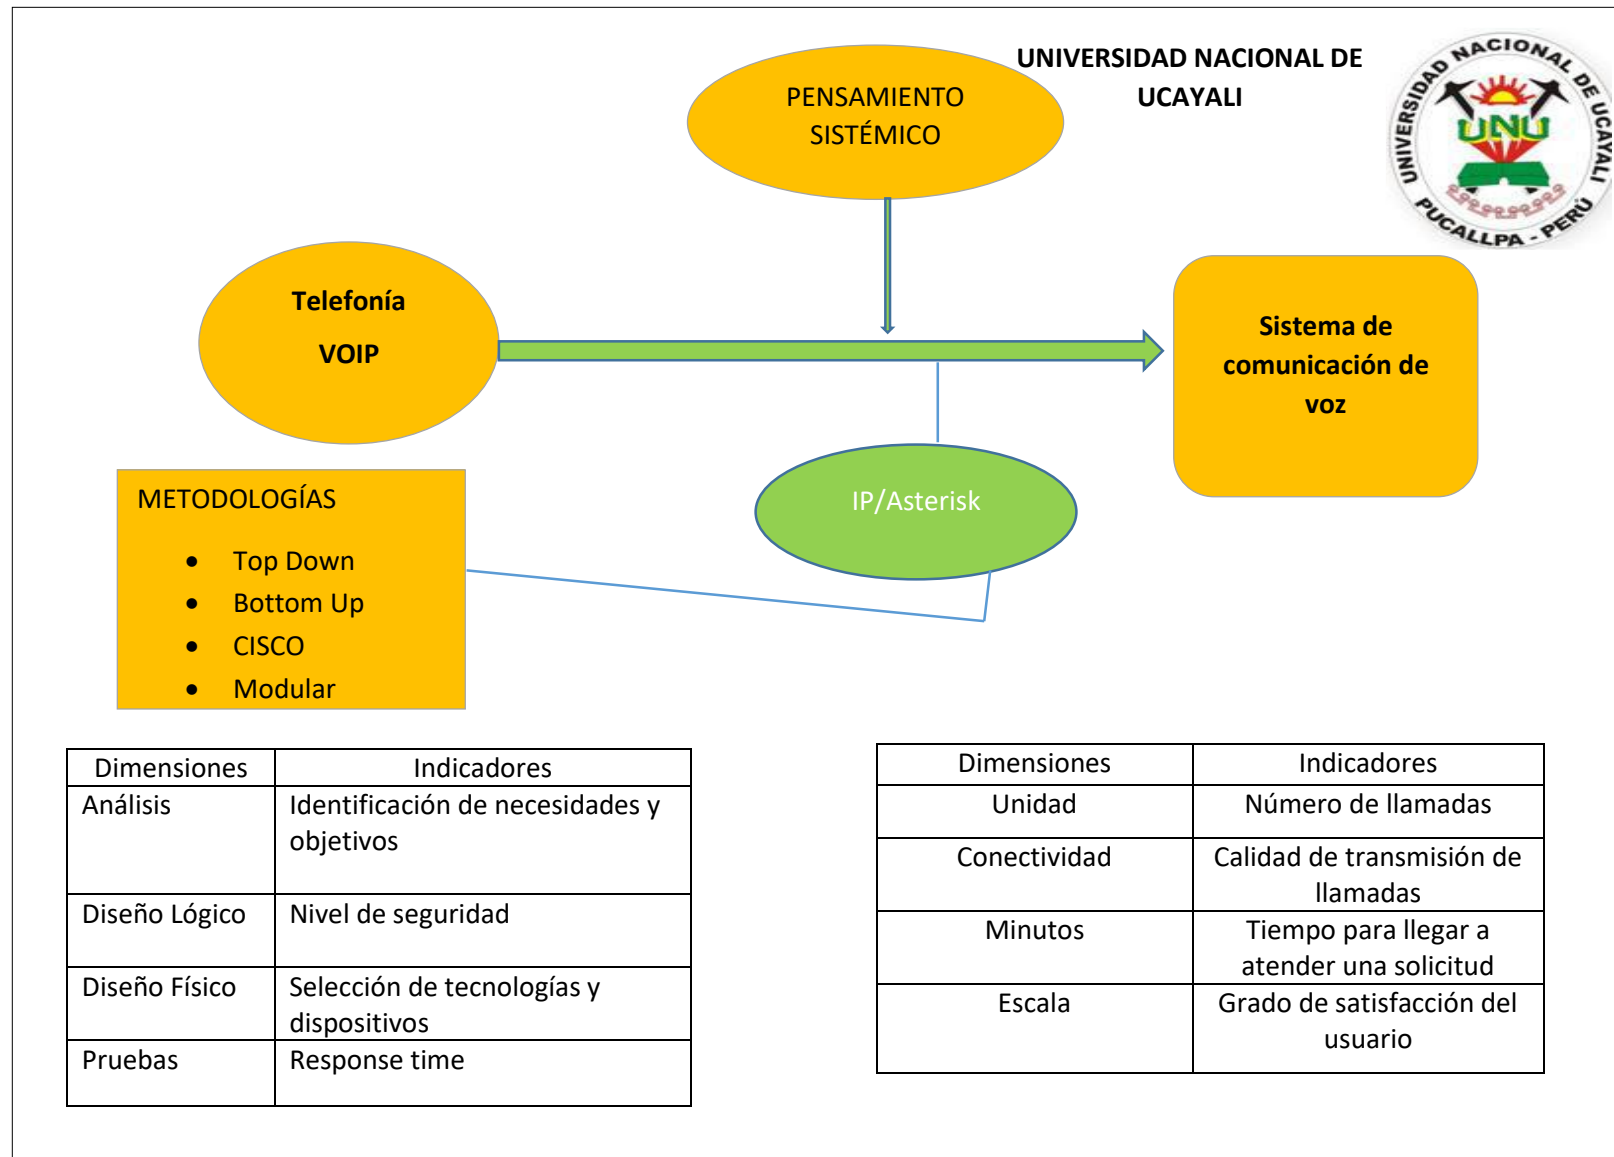 UNIVERSIDAD NACIONAL DE
UCAYALI
UNIVERSIDAD NACIONAL DE UCAYALI
UNU
PUCALLPA - PERÚ
PENSAMIENTO
SISTÉMICO
Telefonía
VOIP
Sistema de
comunicación de
voz
IP/Asterisk
METODOLOGÍAS
• Top Down
• Bottom Up
• CISCO
• Modular
Dimensiones Indicadores
Análisis Identificación de necesidades y
objetivos
Diseño Lógico Nivel de seguridad
Diseño Físico Selección de tecnologías y
dispositivos
Pruebas Response time
Dimensiones Indicadores
Unidad Número de llamadas
Conectividad Calidad de transmisión de
llamadas
Minutos Tiempo para llegar a
atender una solicitud
Escala Grado de satisfacción del
usuario